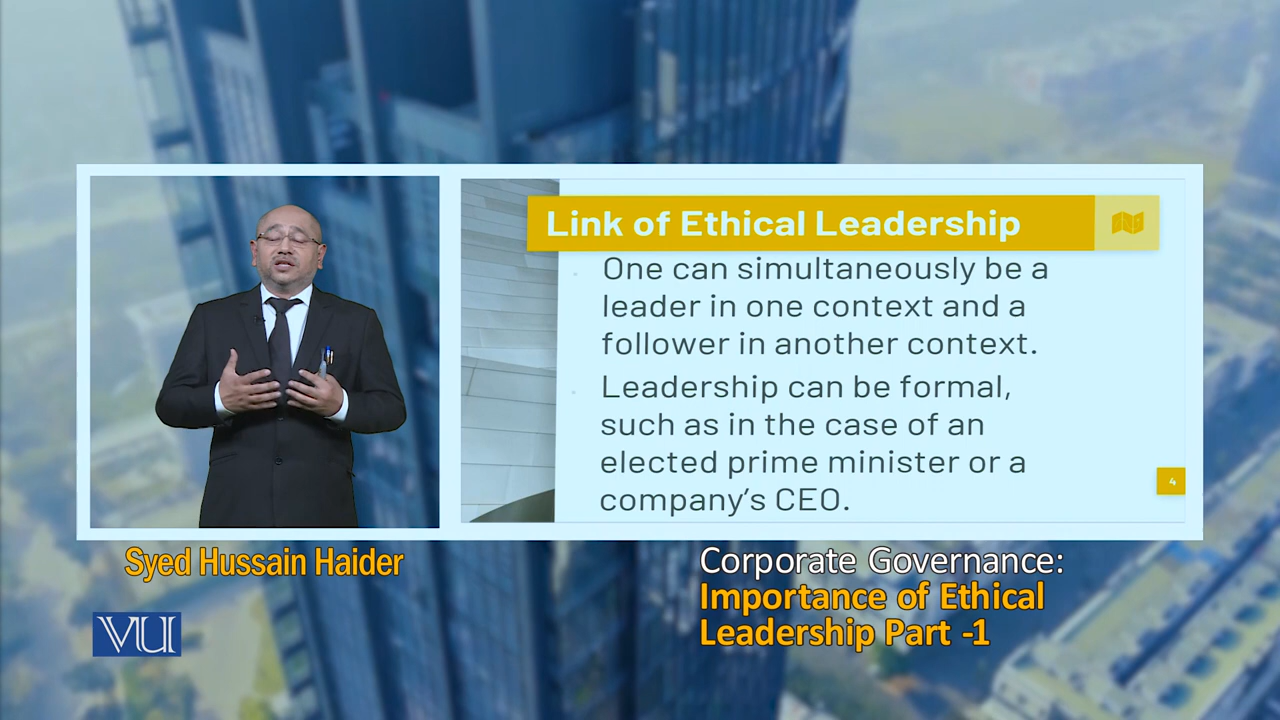 Link of Ethical Leadership
One can simultaneously be a
leader in one context and a
follower in another context.
Leadership can be formal,
such as in the case of an
elected prime minister or a
company's CEO.
4
Syed Hussain Haider
Corporate Governance:
Importance of Ethical
Leadership Part -1
VU